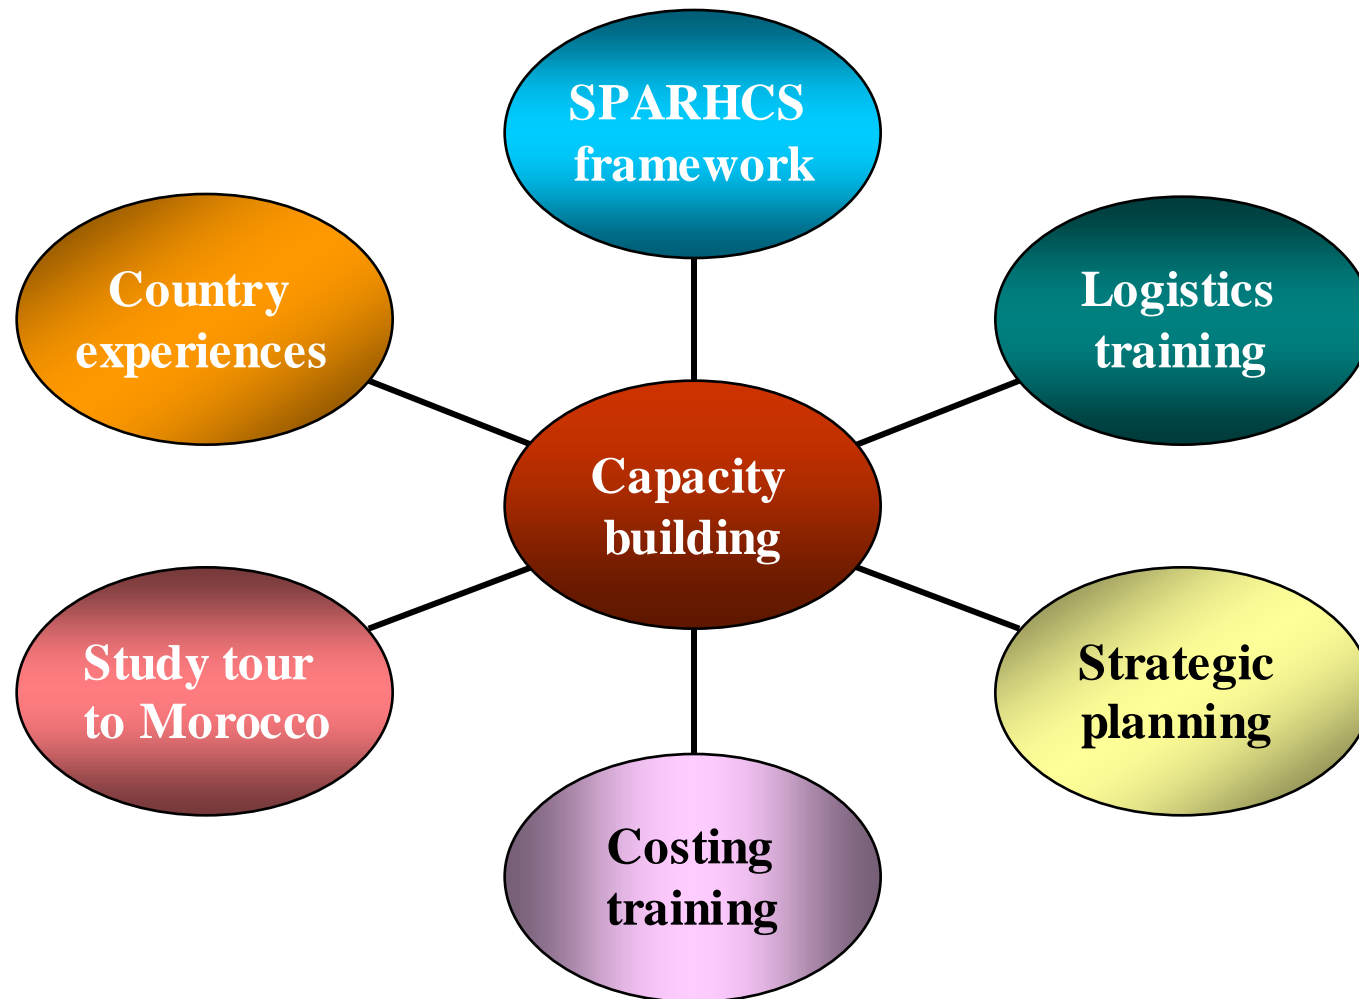 SPARHCS
framework
Country
experiences
Logistics
training
Capacity
building
Study tour
to Morocco
Strategic
planning
Costing
training